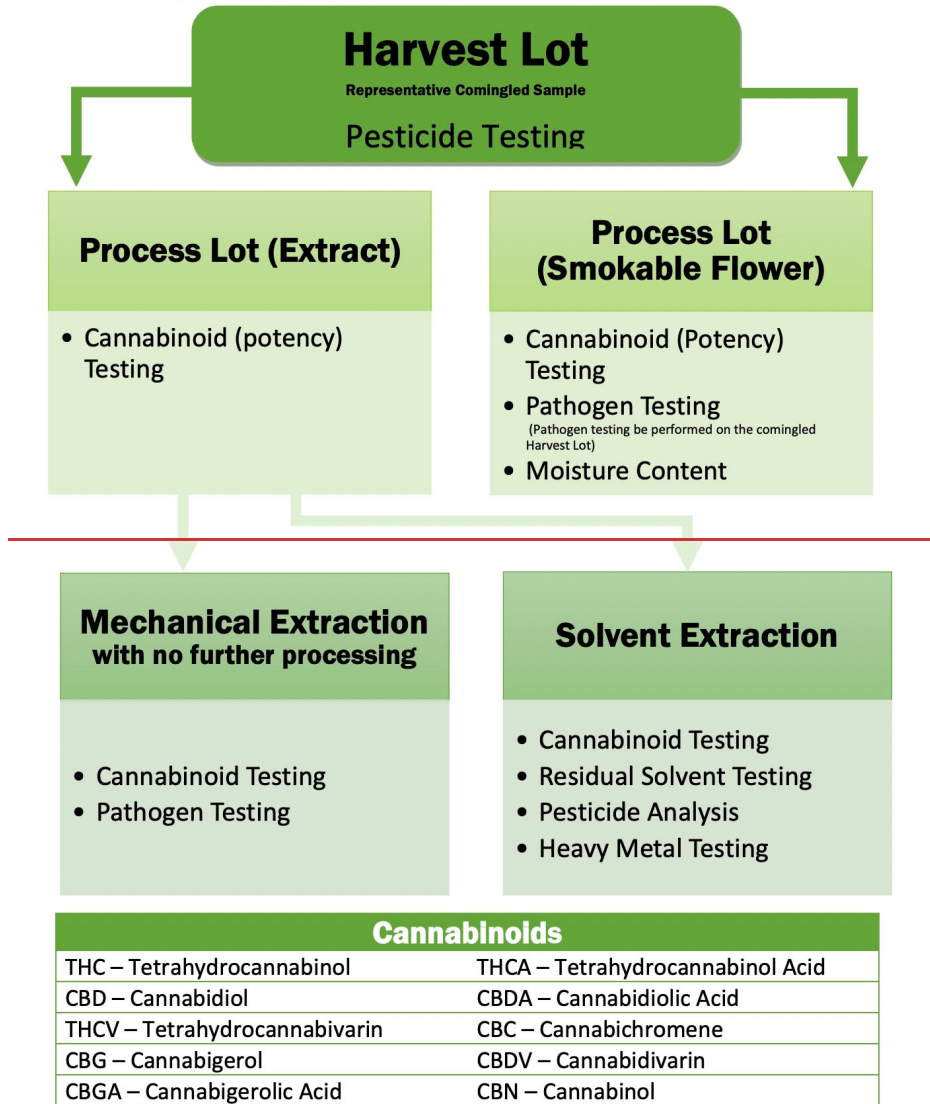 Harvest Lot
Representative Comingled Sample
Pesticide Testing
Process Lot (Extract)
• Cannabinoid (potency)
Testing
Process Lot
(Smokable Flower)
• Cannabinoid (Potency)
Testing
• Pathogen Testing
(Pathogen testing be performed on the comingled
Harvest Lot)
• Moisture Content
Mechanical Extraction
with no further processing
• Cannabinoid Testing
• Pathogen Testing
Solvent Extraction
• Cannabinoid Testing
• Residual Solvent Testing
• Pesticide Analysis
• Heavy Metal Testing
Cannabinoids
THC – Tetrahydrocannabinol THCA – Tetrahydrocannabinol Acid
CBD – Cannabidiol CBDA – Cannabidiolic Acid
THCV – Tetrahydrocannabivarin CBC – Cannabichromene
CBG – Cannabigerol CBDV – Cannabidivarin
CBGA – Cannabigerolic Acid CBN – Cannabinol